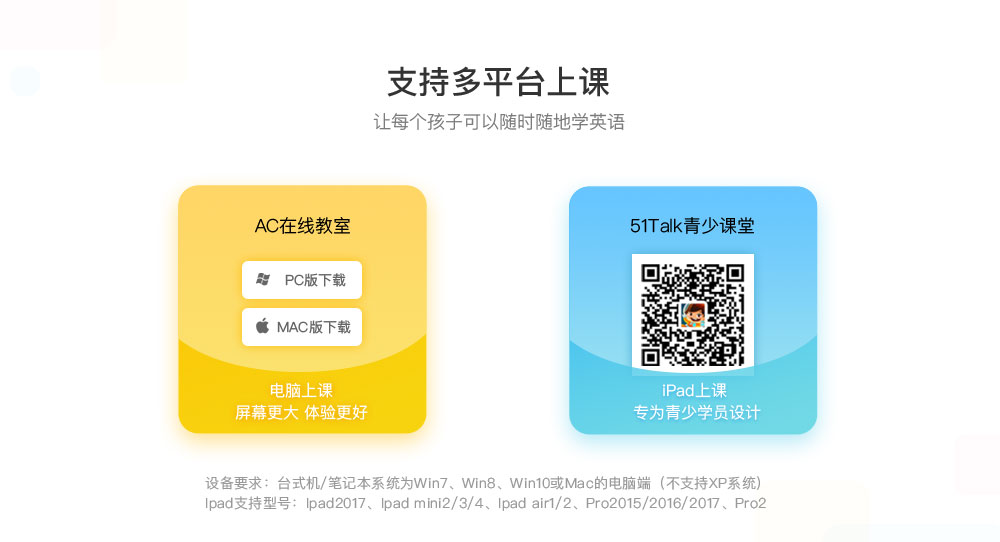 支持多平台上课
让每个孩子可以随时随地学英语
AC在线教室
PC版下载
MAC版下载
电脑上课
屏幕更大 体验更好
51Talk青少课堂
iPad上课
专为青少学员设计
设备要求：台式机/笔记本系统为Win7、Win8、Win10或Mac的电脑端（不支持XP系统）
Ipad支持型号：Ipad2017、Ipad mini2/3/4、Ipad air1/2、Pro2015/2016/2017、Pro2